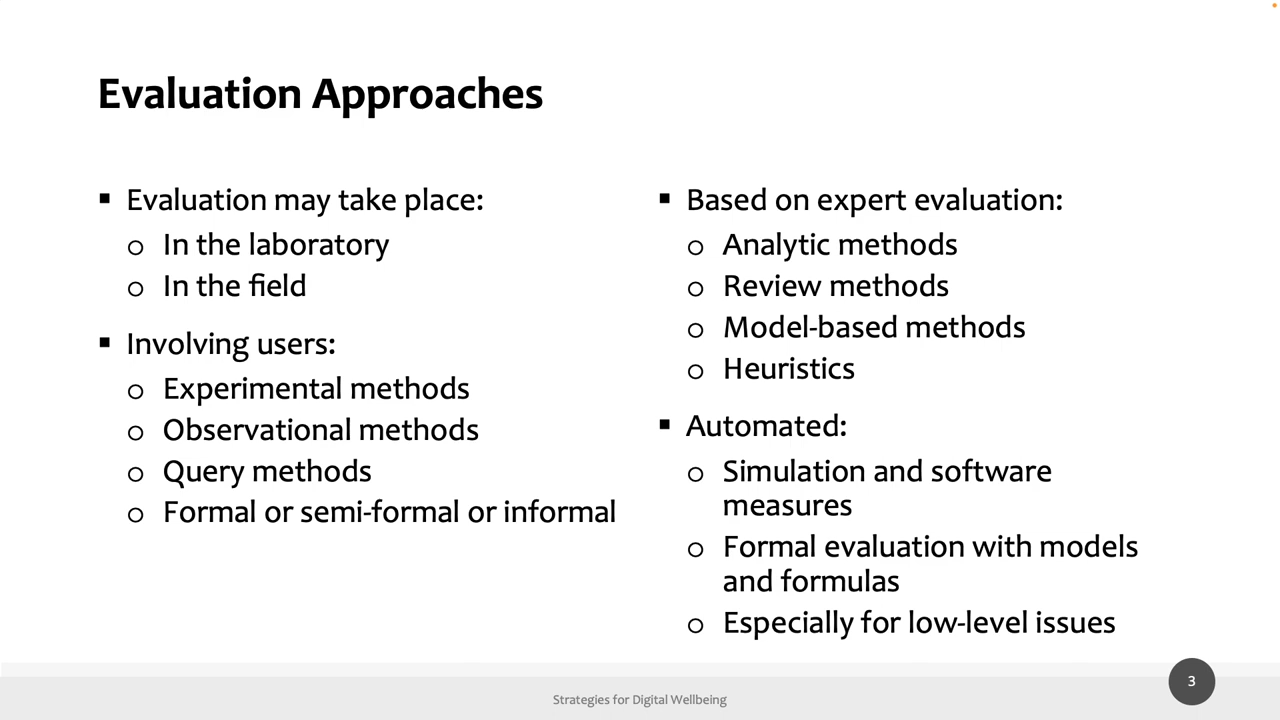 Evaluation Approaches
▪ Evaluation may take place:
o In the laboratory
o In the field
▪ Involving users:
o Experimental methods
o Observational methods
o Query methods
o Formal or semi-formal or informal
▪ Based on expert evaluation:
o Analytic methods
o Review methods
o Model-based methods
o Heuristics
▪ Automated:
o Simulation and software
measures
o Formal evaluation with models
and formulas
o Especially for low-level issues
Strategies for Digital Wellbeing
3